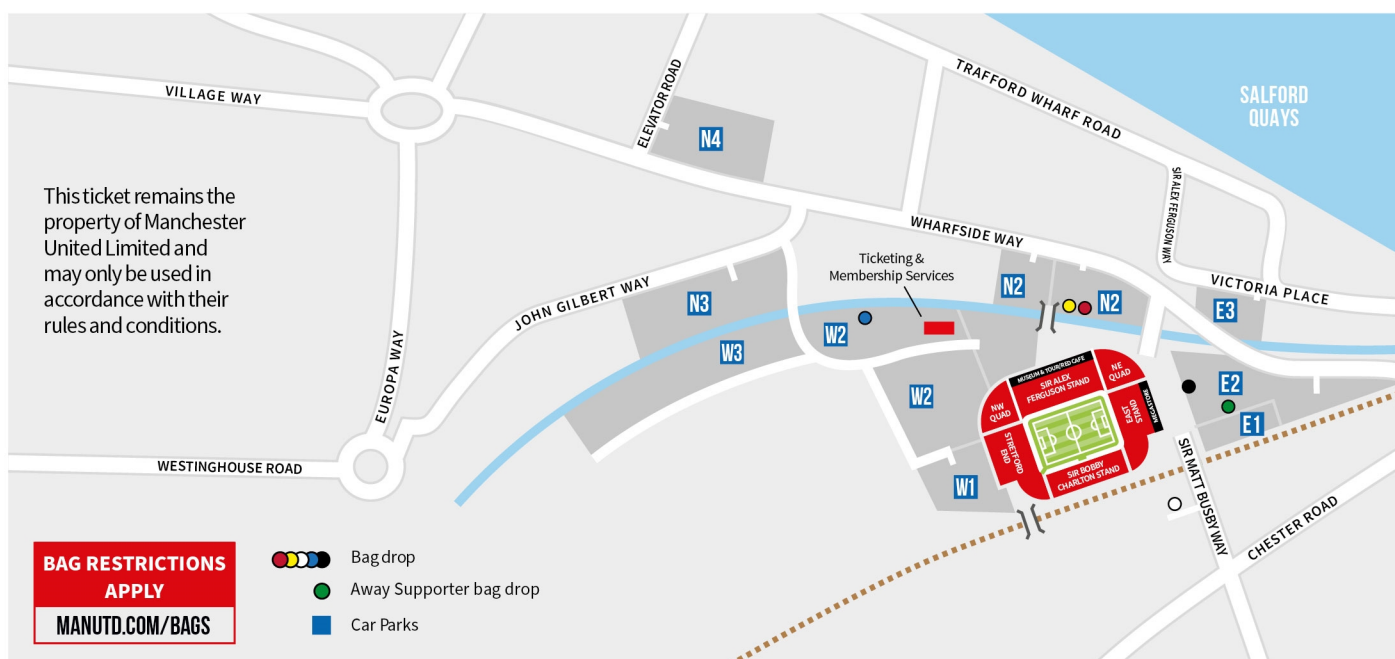 VILLAGE WAY
ELEVATOR ROAD
N4
TRAFFORD WHARF ROAD
SALFORD
QUAYS
SIR ALEX FERGUSON WAY
This ticket remains the
property of Manchester
United Limited and
may only be used in
accordance with their
rules and conditions.
WHARFSIDE WAY
Ticketing &
Membership Services
VICTORIA PLACE
JOHN GILBERT WAY
N3
N2
N2
E3
EUROPA WAY
W3
W2
W2
MUSEUM & TOUR/RED CAFE
SIR ALEX
FERGUSON STAND
NE
QUAD
NW
QUAD
EAST
STAND
MEGASTORE
STRETFORD
END
SIR BOBBY
CHARLTON STAND
E2
E1
WESTINGHOUSE ROAD
W1
SIR MATT BUSBY WAY
CHESTER ROAD
BAG RESTRICTIONS
APPLY
MANUTD.COM/BAGS
Bag drop
Away Supporter bag drop
Car Parks